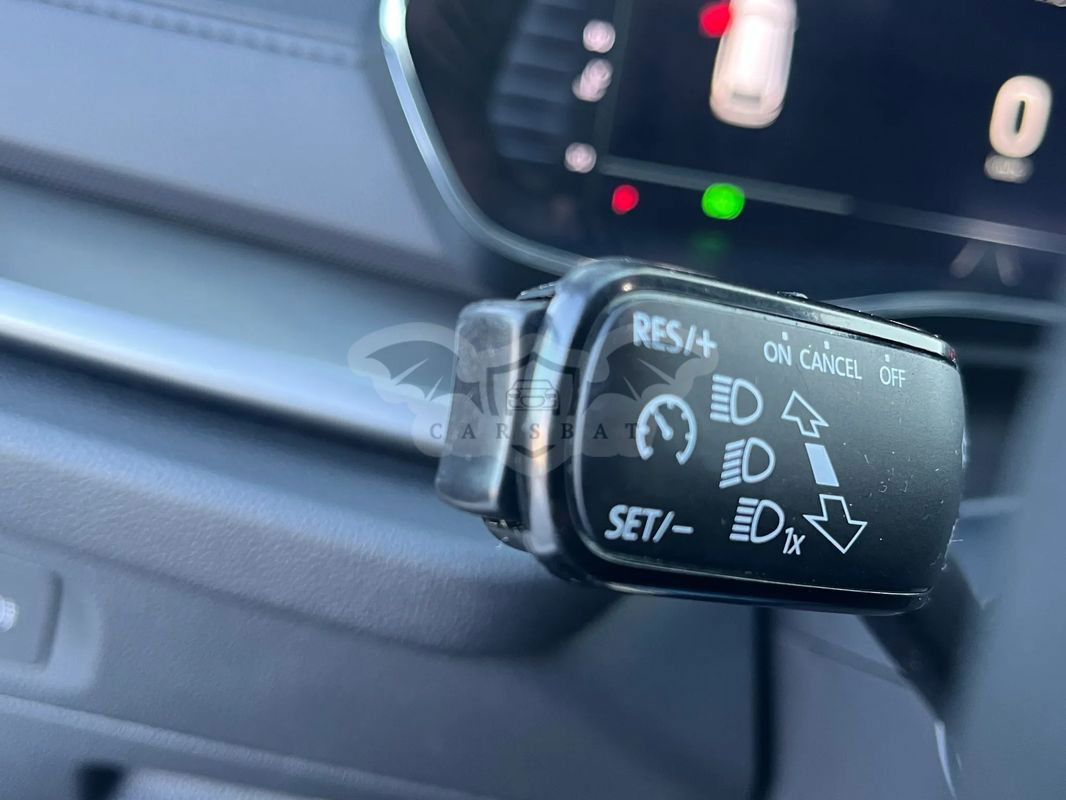 0
RES/+
ON CANCEL OFF
CARSBAT
SET/-
1x